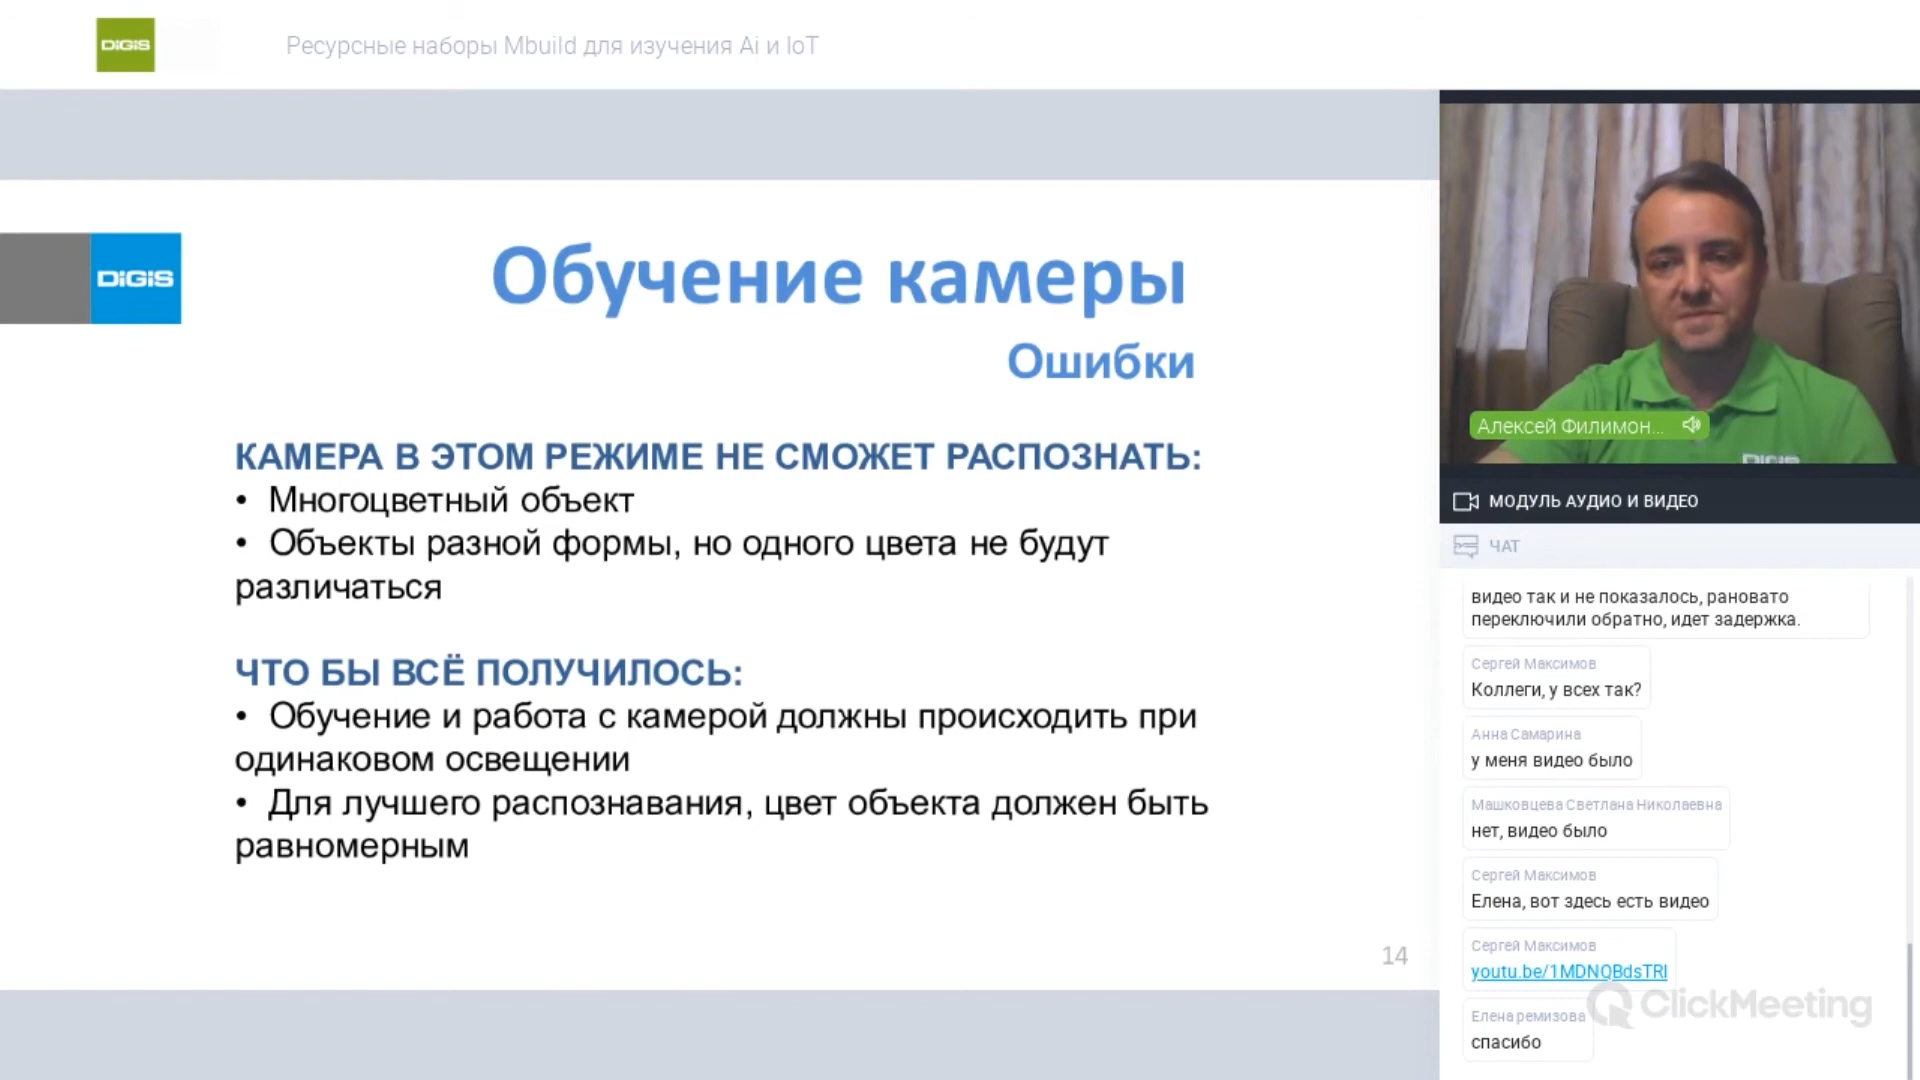 DiGiS
Ресурсные наборы Mbuild для изучения Ai и IoT
DiGiS
Обучение камеры
Ошибки
КАМЕРА В ЭТОМ РЕЖИМЕ НЕ СМОЖЕТ РАСПОЗНАТЬ:
• Многоцветный объект
• Объекты разной формы, но одного цвета не будут
различаться
ЧТО БЫ ВСЁ ПОЛУЧИЛОСЬ:
• Обучение и работа с камерой должны происходить при
одинаковом освещении
• Для лучшего распознавания, цвет объекта должен быть
равномерным
14
Алексей Филимон...
DiGiS
МОДУЛЬ АУДИО И ВИДЕО
ЧАТ
видео так и не показалось, рановато
переключили обратно, идет задержка.
Сергей Максимов
Коллеги, у всех так?
Анна Самарина
у меня видео было
Машковцева Светлана Николаевна
нет, видео было
Сергей Максимов
Елена, вот здесь есть видео
Сергей Максимов
youtu.be/1MDNQBdsTRI
Елена ремизова
спасибо
ClickMeeting